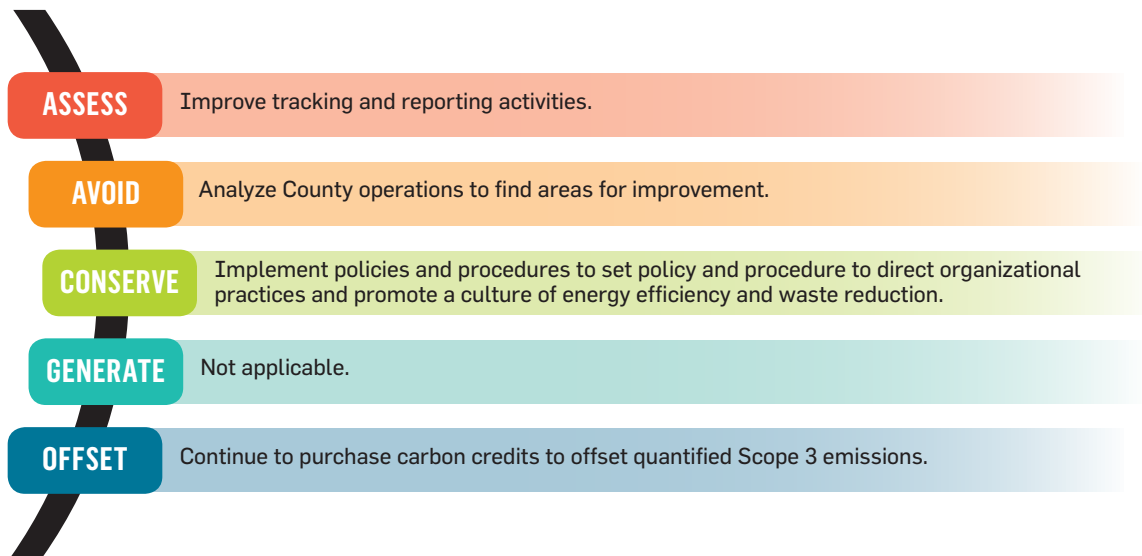 ASSESS
Improve tracking and reporting activities.
AVOID
Analyze County operations to find areas for improvement.
CONSERVE
Implement policies and procedures to set policy and procedure to direct organizational
practices and promote a culture of energy efficiency and waste reduction.
GENERATE
Not applicable.
OFFSET
Continue to purchase carbon credits to offset quantified Scope 3 emissions.